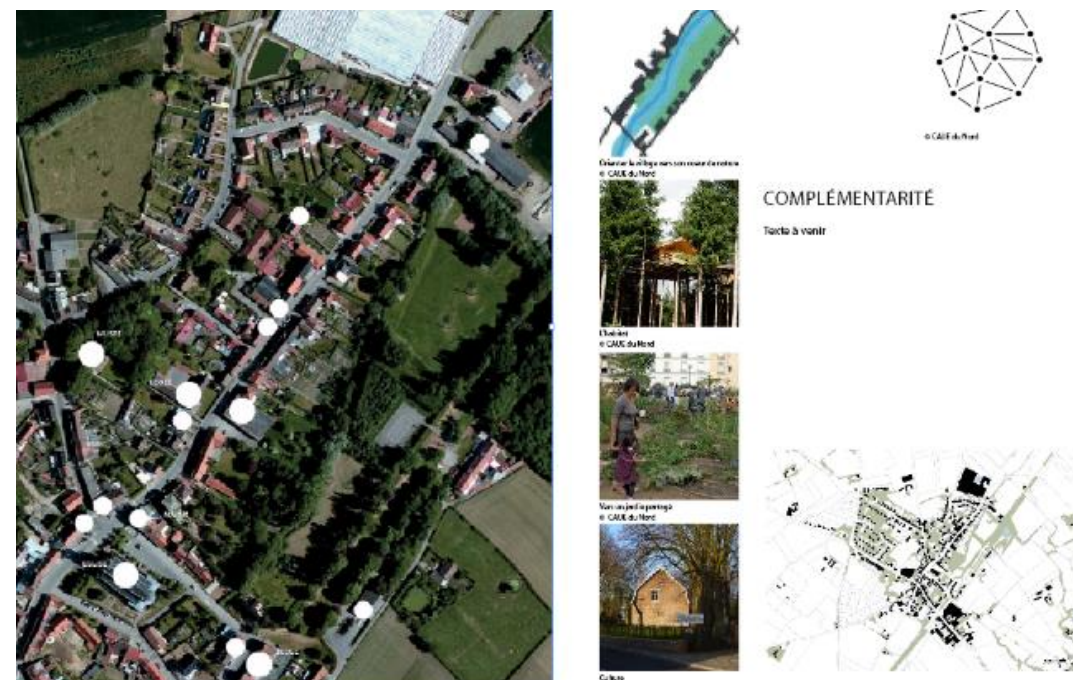 Orienter le village vers son coeur de nature
© CAUE du Nord
© CAUE du Nord
COMPLÉMENTARITÉ
Texte à venir
L'habitat
© CAUE du Nord
Vers un jardin partagé
© CAUE du Nord
Culture